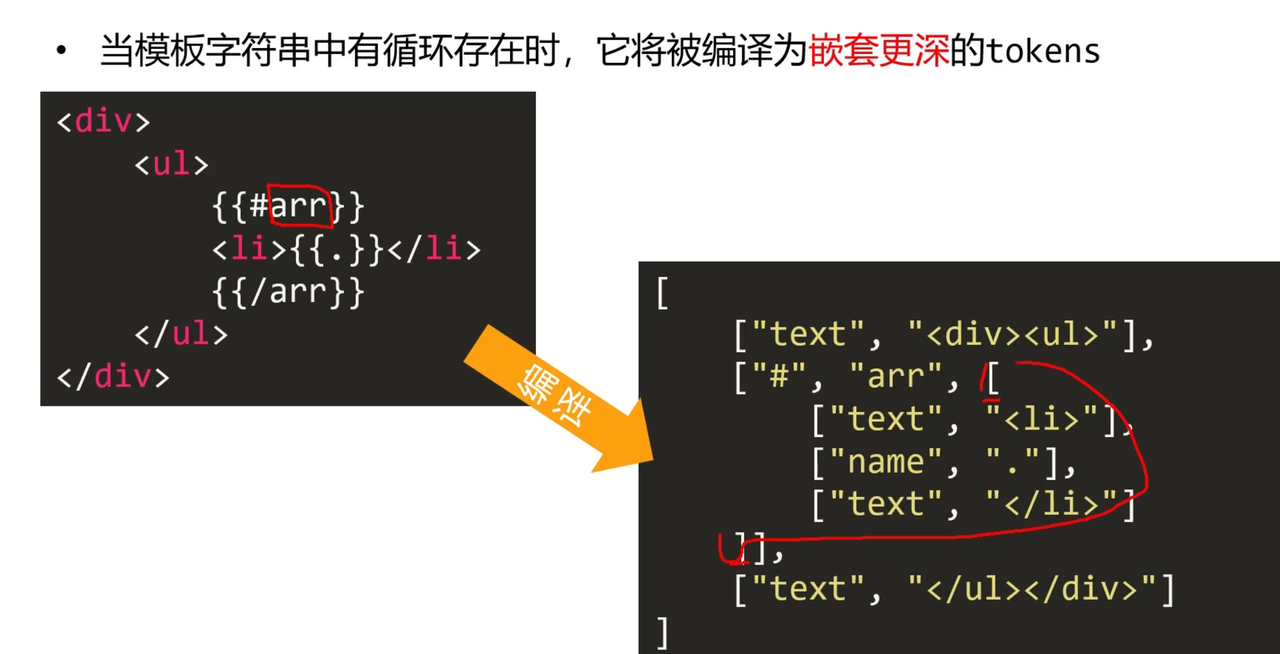 • 当模板字符串中有循环存在时，它将被编译为嵌套更深的tokens
<div>
    <ul>
        {{#arr}}
        <li>{{.}}</li>
        {{/arr}}
    </ul>
</div>
编译
[
    ["text", "<div><ul>"],
    ["#", "arr", [
        ["text", "<li>"],
        ["name", "."],
        ["text", "</li>"]
    ]],
    ["text", "</ul></div>"]
]